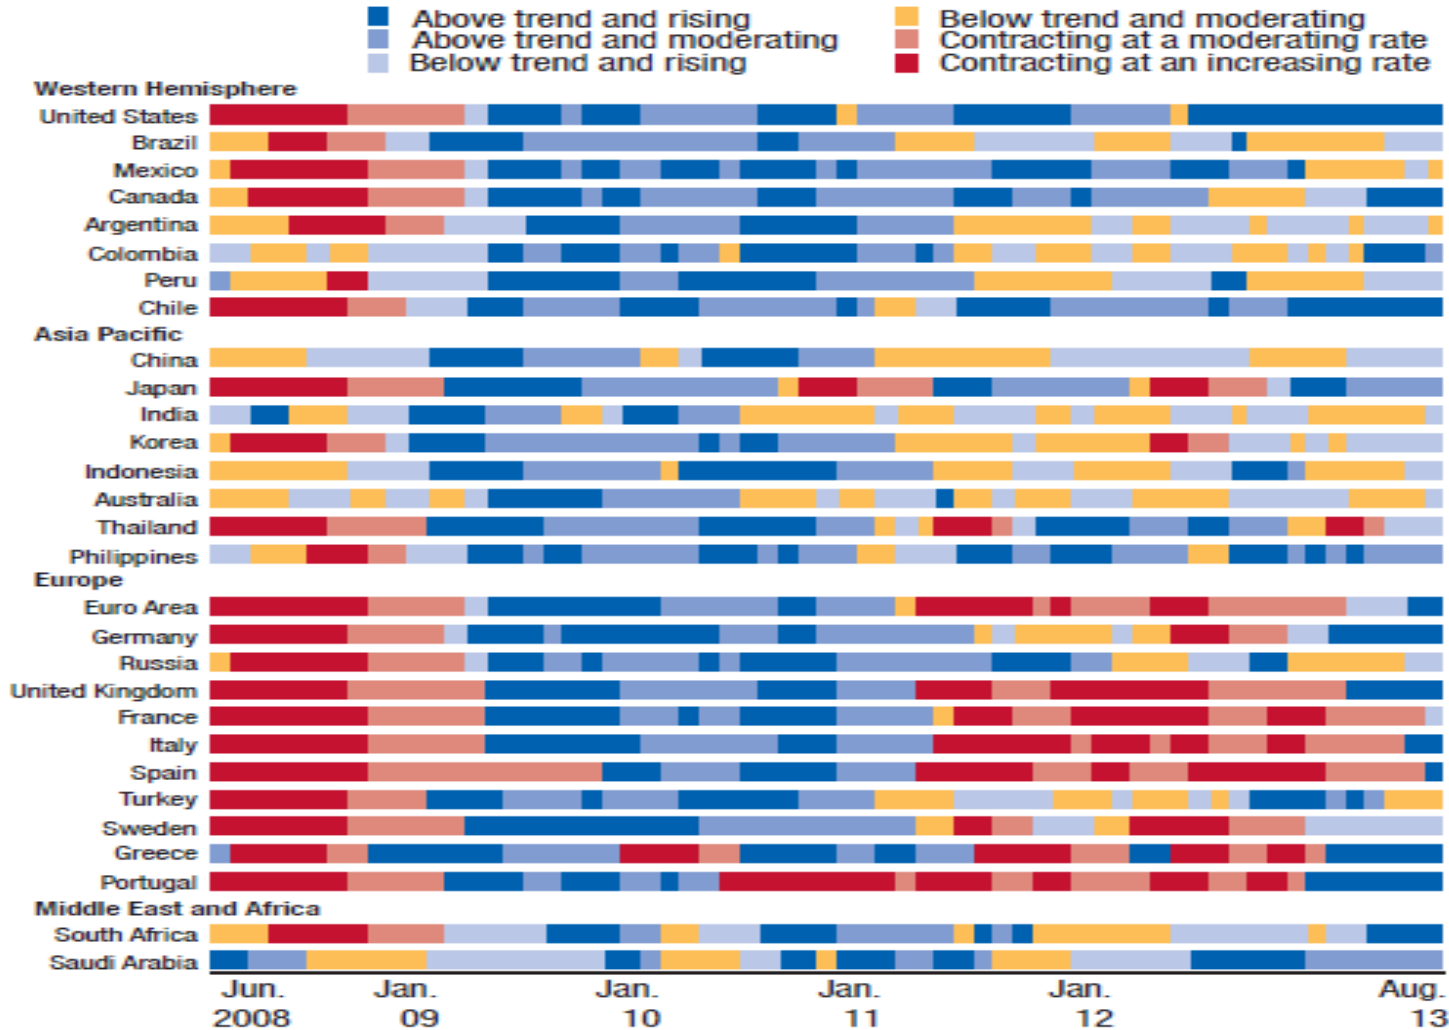 Above trend and rising
Above trend and moderating
Below trend and rising
Below trend and moderating
Contracting at a moderating rate
Contracting at an increasing rate
Western Hemisphere
United States
Brazil
Mexico
Canada
Argentina
Colombia
Peru
Chile
Asia Pacific
China
Japan
India
Korea
Indonesia
Australia
Thailand
Philippines
Europe
Euro Area
Germany
Russia
United Kingdom
France
Italy
Spain
Turkey
Sweden
Greece
Portugal
Middle East and Africa
South Africa
Saudi Arabia
Jun. Jan. Jan. Jan. Jan. Aug.
2008 09 10 11 12 13